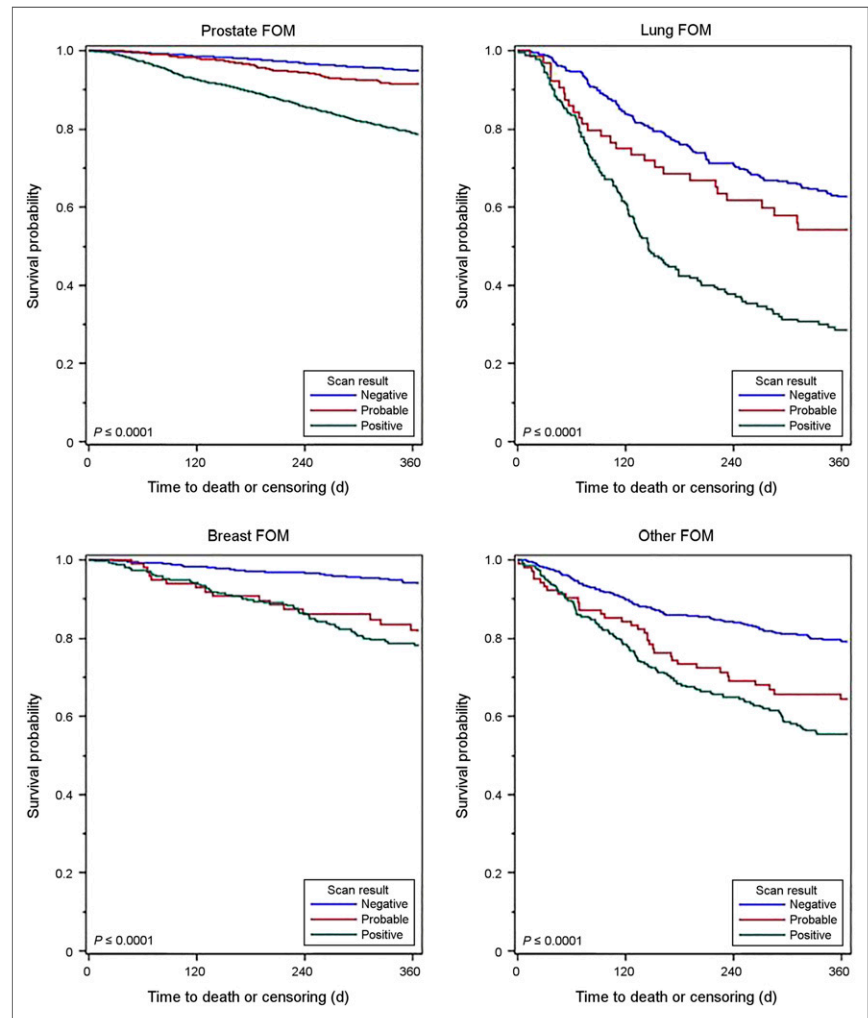 Prostate FOM
1.0
0.8
0.6
0.4
0.2
0
Survival probability
Scan result
Negative
Probable
Positive
P ≤ 0.0001
0 120 240 360
Time to death or censoring (d)
Lung FOM
1.0
0.8
0.6
0.4
0.2
0
Survival probability
Scan result
Negative
Probable
Positive
P ≤ 0.0001
0 120 240 360
Time to death or censoring (d)
Breast FOM
1.0
0.8
0.6
0.4
0.2
0
Survival probability
Scan result
Negative
Probable
Positive
P ≤ 0.0001
0 120 240 360
Time to death or censoring (d)
Other FOM
1.0
0.8
0.6
0.4
0.2
0
Survival probability
Scan result
Negative
Probable
Positive
P ≤ 0.0001
0 120 240 360
Time to death or censoring (d)